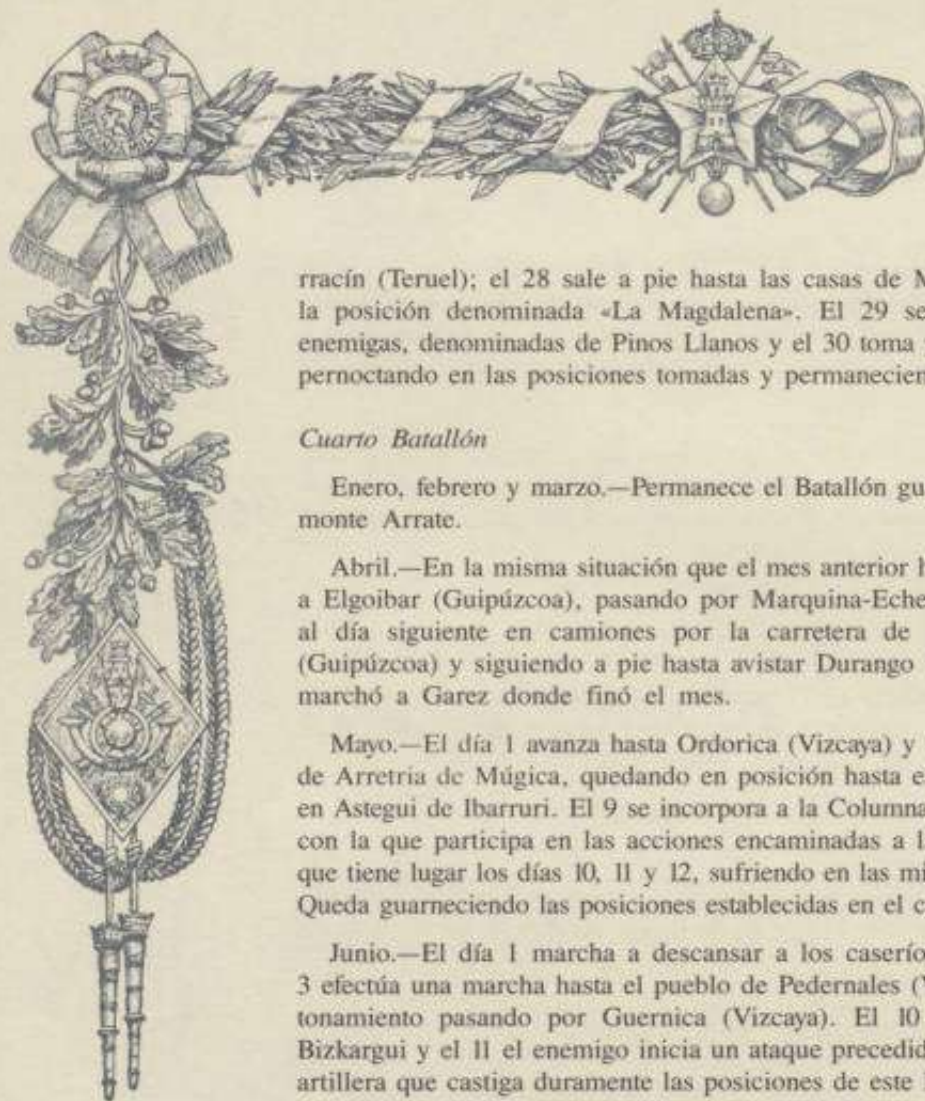 rracín (Teruel); el 28 sale a pie hasta las casas de
la posición denominada «La Magdalena». El 29 se
enemigas, denominadas de Pinos Llanos y el 30 toma
pernoctando en las posiciones tomadas y permanecien
Cuarto Batallón
Enero, febrero y marzo.—Permanece el Batallón gu
monte Arrate.
Abril.—En la misma situación que el mes anterior
a Elgoibar (Guipúzcoa), pasando por Marquina-Eche
al día siguiente en camiones por la carretera de
(Guipúzcoa) y siguiendo a pie hasta avistar Durango
marchó a Garez donde finó el mes.
Mayo.—El día 1 avanza hasta Ordorica (Vizcaya) y
de Arretria de Múgica, quedando en posición hasta e
en Astegui de Ibarruri. El 9 se incorpora a la Columna
con la que participa en las acciones encaminadas a l
que tiene lugar los días 10, 11 y 12, sufriendo en las mi
Queda guarneciendo las posiciones establecidas en el c
Junio.—El día 1 marcha a descansar a los caserío
3 efectúa una marcha hasta el pueblo de Pedernales (
tonamiento pasando por Guernica (Vizcaya). El 10
Bizkargui y el 11 el enemigo inicia un ataque precedid
artillera que castiga duramente las posiciones de este